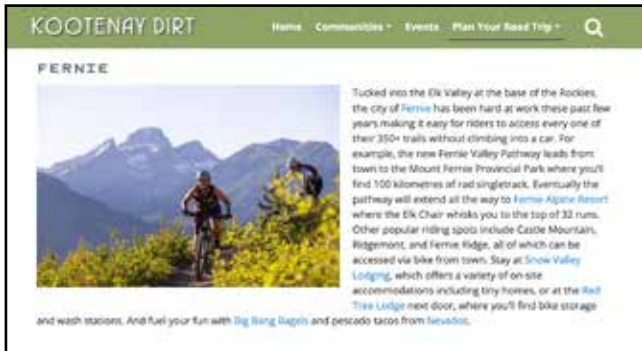 KOOTENAY DIRT
Home Communities Events Plan Your Road Trip
FERNIE
Tucked into the Elk Valley at the base of the Rockies,
the city of Fernie has been hard at work these past few
years making it easy for riders to access every one of
their 350+ trails without climbing into a car. For
example, the new Fernie Valley Pathway leads from
town to the Mount Fernie Provincial Park where you'll
find 100 kilometres of rad singletrack. Eventually the
pathway will extend all the way to Fernie Alpine Resort
where the Elk Chair whisks you to the top of 32 runs.
Other popular riding spots include Castle Mountain,
Ridgemont, and Fernie Ridge, all of which can be
accessed via bike from town. Stay at Snow Valley
Lodging, which offers a variety of on-site
accommodations including tiny homes, or at the Red
Tree Lodge next door, where you'll find bike storage
and wash stations. And fuel your fun with Big Bang Bagels and pescado tacos from Nevados.